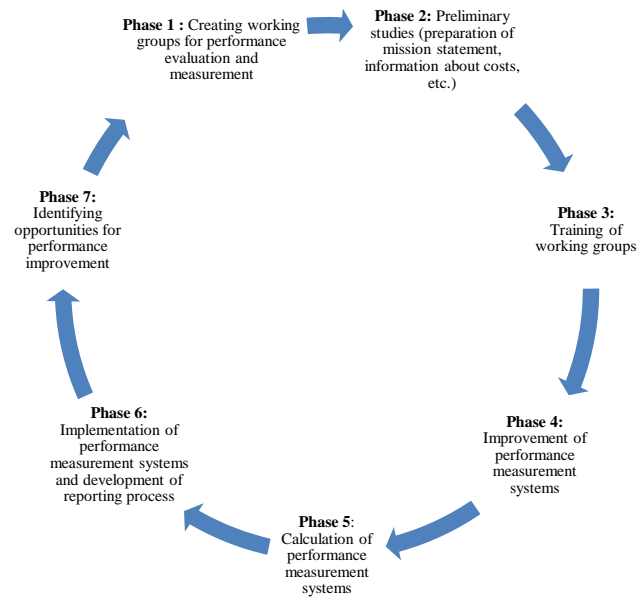 Phase 1 : Creating working
groups for performance
evaluation and
measurement
Phase 2: Preliminary
studies (preparation of
mission statement,
information about costs,
etc.)
Phase 3:
Training of
working groups
Phase 4:
Improvement of
performance
measurement
systems
Phase 5:
Calculation of
performance
measurement
systems
Phase 6:
Implementation of
performance
measurement systems
and development of
reporting process
Phase 7:
Identifying
opportunities for
performance
improvement